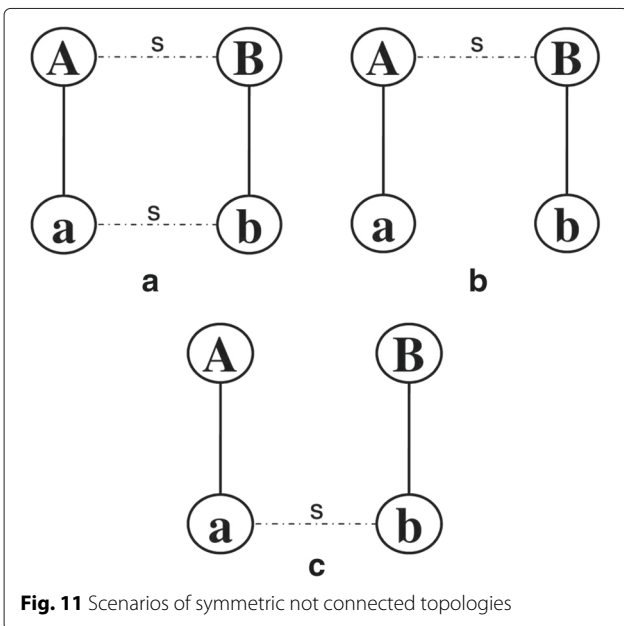 A s B
a s b
a
A s B
a b
b
A B
a s b
c
Fig. 11 Scenarios of symmetric not connected topologies